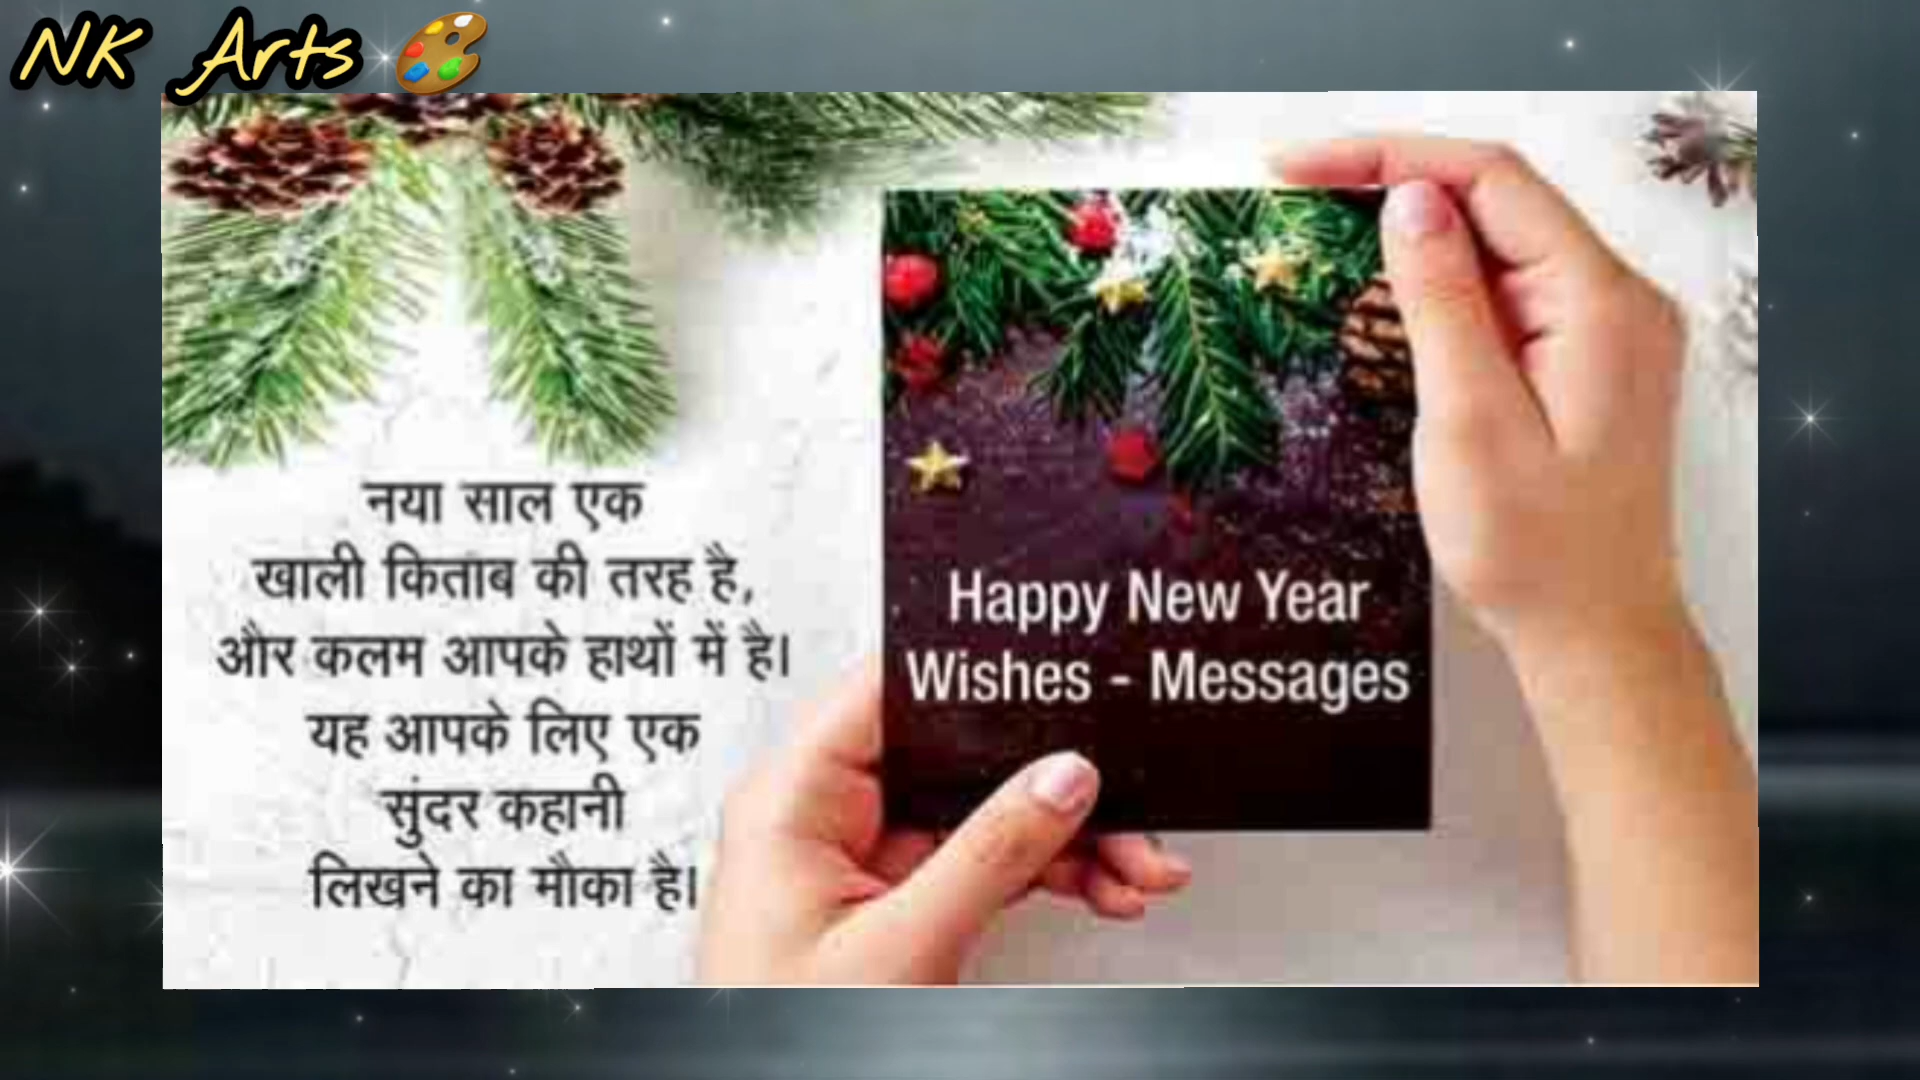 NK Arts
नया साल एक
खाली किताब की तरह है,
और कलम आपके हाथों में है।
यह आपके लिए एक
सुंदर कहानी
लिखने का मौका है।
Happy New Year
Wishes - Messages